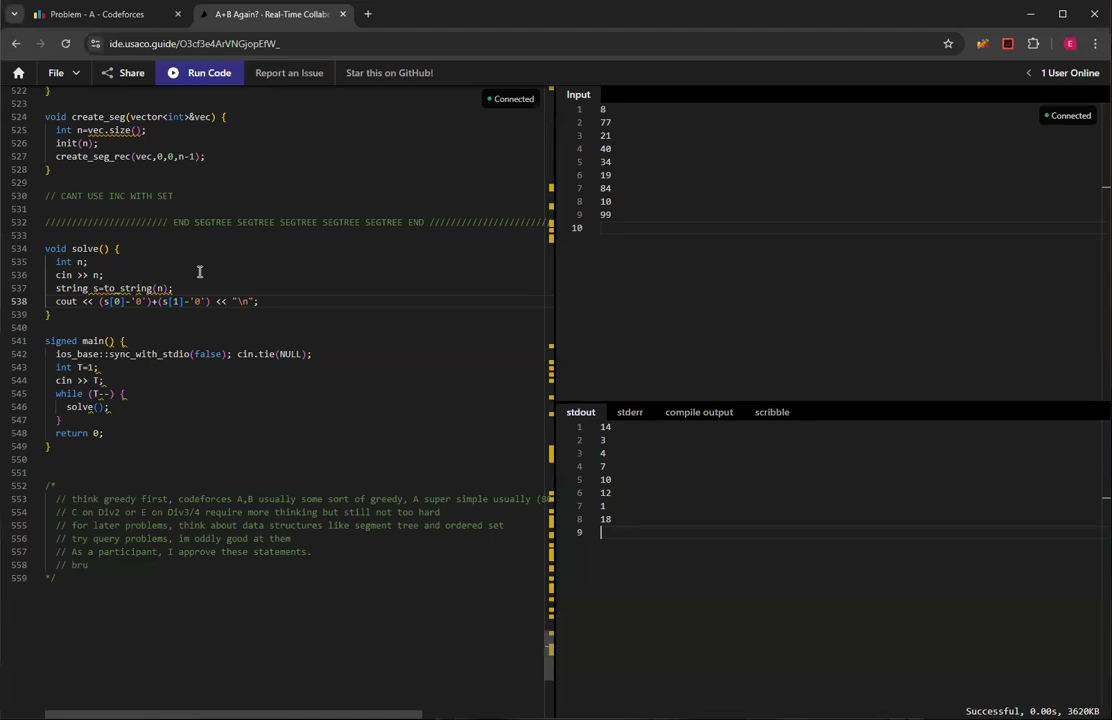 Problem - A - Codeforces
A+B Again? - Real-Time Collabo
ide.usaco.guide/O3cf3e4ArVNGjopEfW_
E
File
Share
Run Code
Report an Issue
Star this on GitHub!
1 User Online
Connected
522 }
523
524 void create_seg(vector<int>&vec) {
525 int n=vec.size();
526 init(n);
527 create_seg_rec(vec,0,0,n-1);
528 }
529
530 // CANT USE INC WITH SET
531
532 /////////////////////// END SEGTREE SEGTREE SEGTREE SEGTREE SEGTREE END ///////////////////////
533
534 void solve() {
535 int n;
536 cin >> n;
537 string s=to_string(n);
538 cout << (s[0]-'0')+(s[1]-'0') << "\n";
539 }
540
541 signed main() {
542 ios_base::sync_with_stdio(false); cin.tie(NULL);
543 int T=1;
544 cin >> T;
545 while (T--) {
546 solve();
547 }
548 return 0;
549 }
550
551
552 /*
553 // think greedy first, codeforces A,B usually some sort of greedy, A super simple usually (80
554 // C on Div2 or E on Div3/4 require more thinking but still not too hard
555 // for later problems, think about data structures like segment tree and ordered set
556 // try query problems, im oddly good at them
557 // As a participant, I approve these statements.
558 // bru
559 */
Input
Connected
1 8
2 77
3 21
4 40
5 34
6 19
7 84
8 10
9 99
10
stdout stderr compile output scribble
1 14
2 3
3 4
4 7
5 10
6 12
7 1
8 18
9
Successful, 0.00s, 3620KB